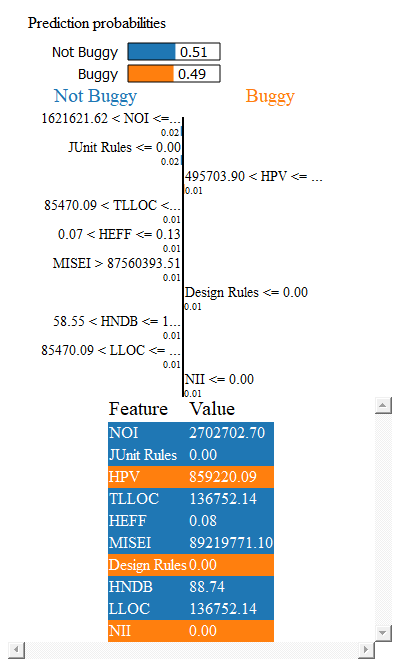 Prediction probabilities
Not Buggy 0.51
Buggy 0.49
Not Buggy Buggy
1621621.62 < NOI <=...
0.02
JUnit Rules <= 0.00
0.02
495703.90 < HPV <= ...
0.01
85470.09 < TLLOC <...
0.01
0.07 < HEFF <= 0.13
0.01
MISEI > 87560393.51
0.01
Design Rules <= 0.00
0.01
58.55 < HNDB <= 1...
0.01
85470.09 < LLOC <= ...
0.01
NII <= 0.00
0.01
Feature Value
NOI 2702702.70
JUnit Rules 0.00
HPV 859220.09
TLLOC 136752.14
HEFF 0.08
MISEI 89219771.10
Design Rules 0.00
HNDB 88.74
LLOC 136752.14
NII 0.00